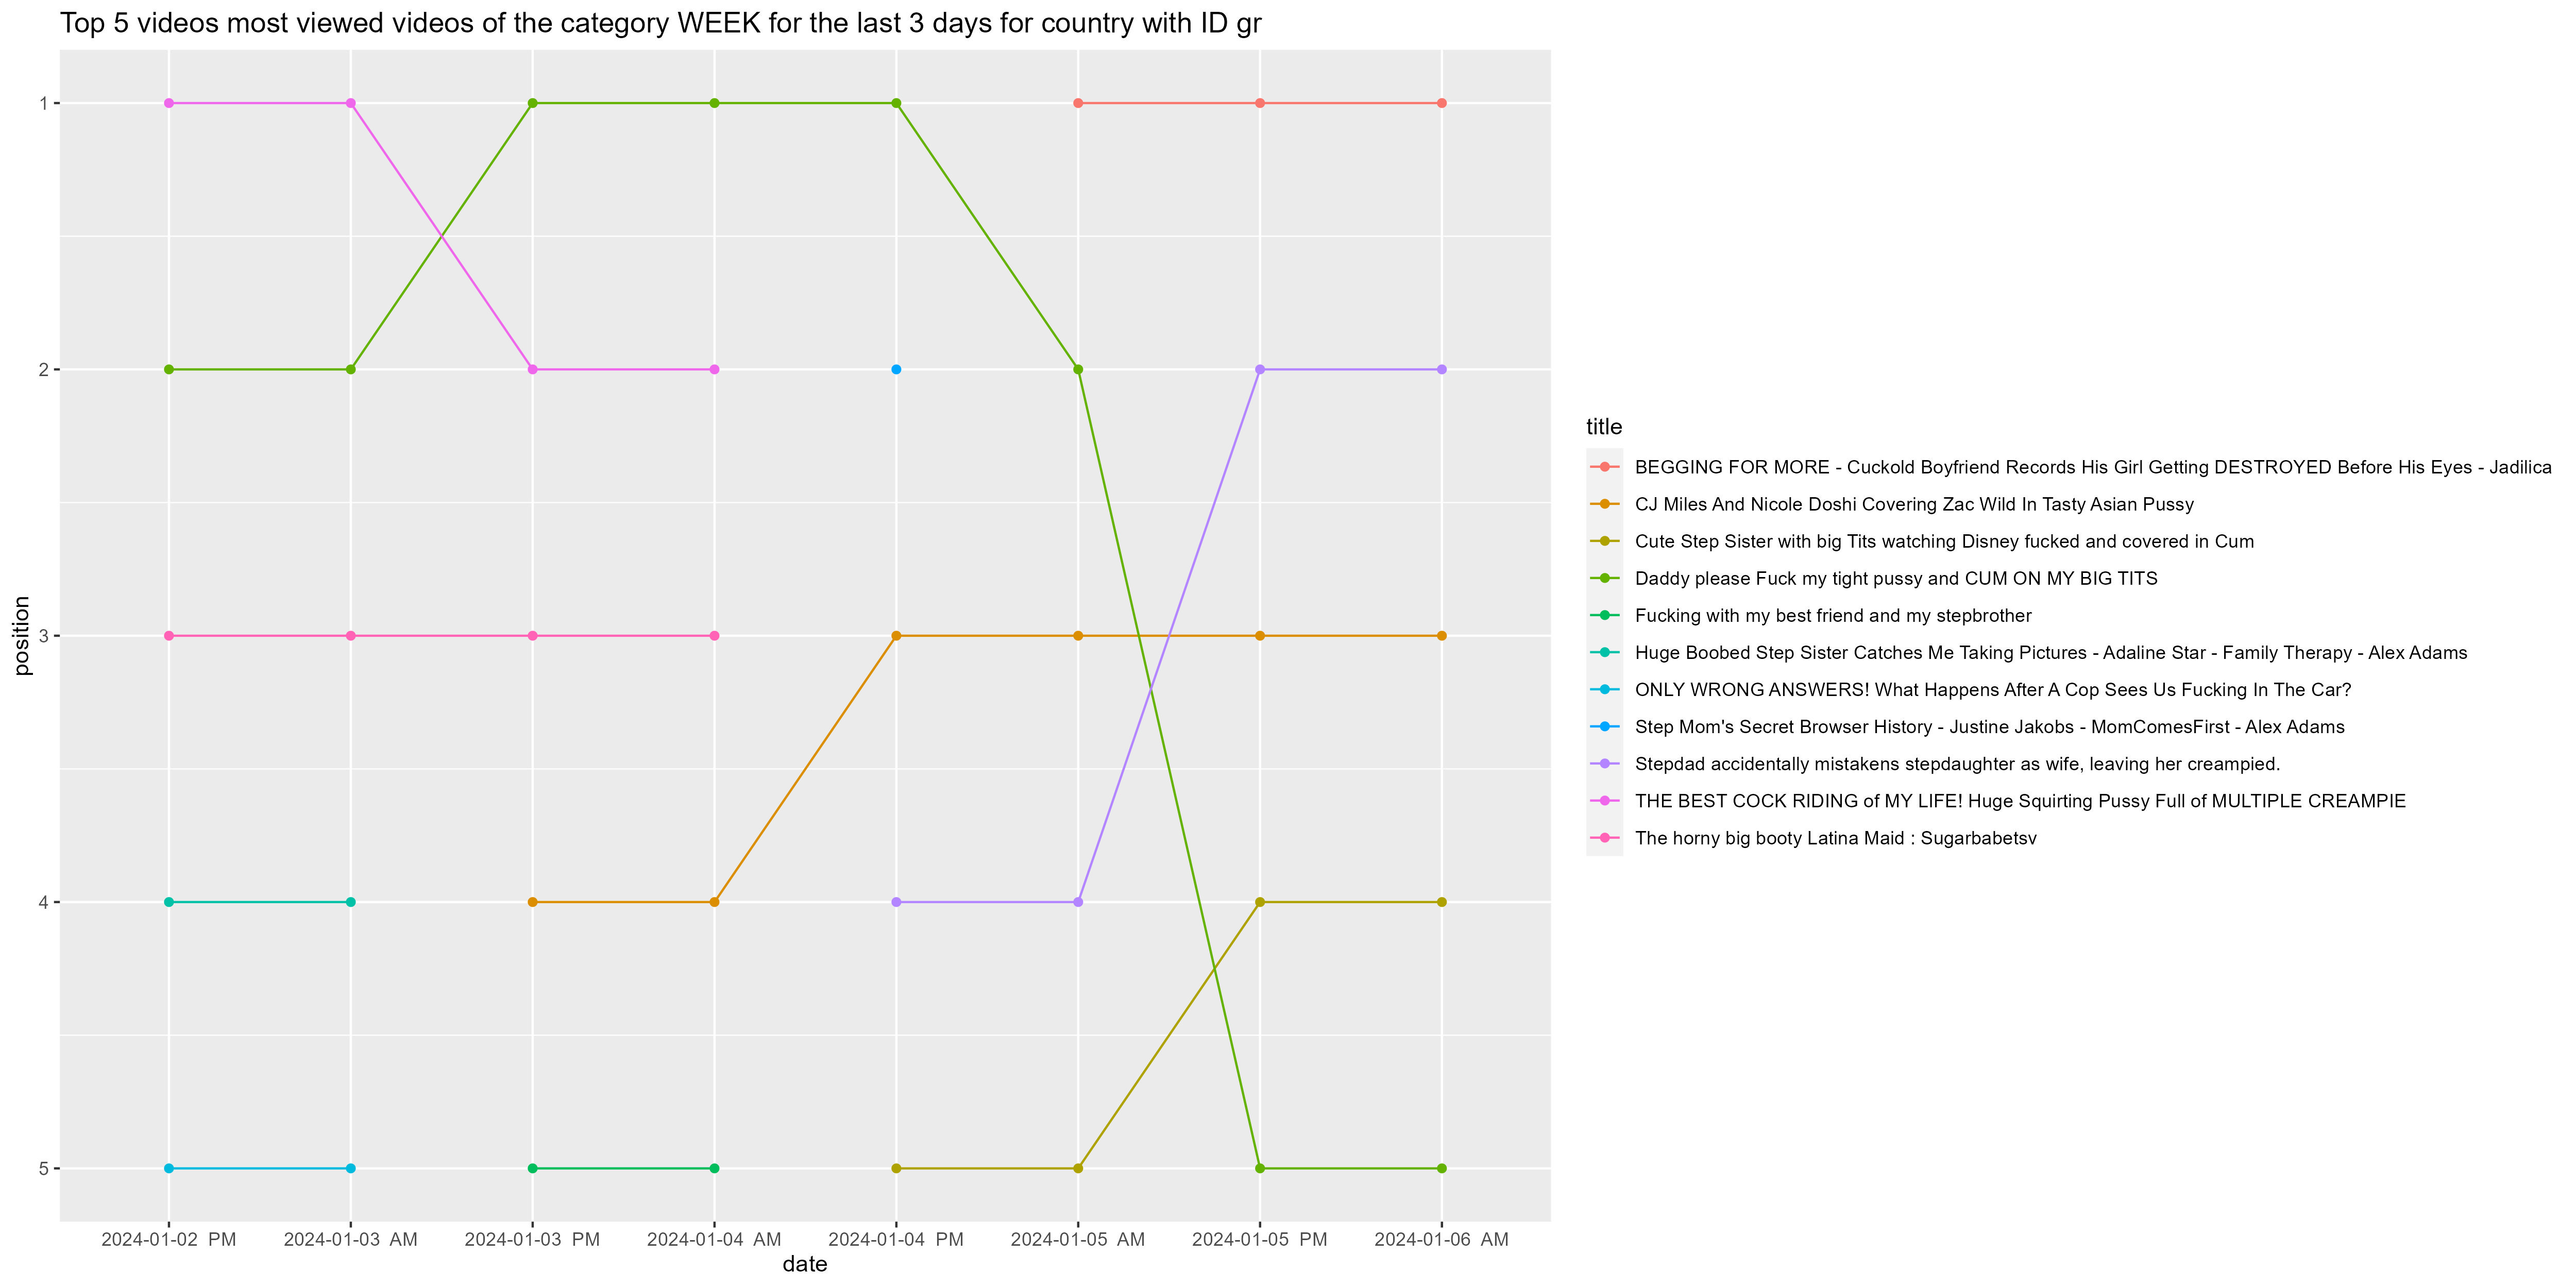 Top 5 videos most viewed videos of the category WEEK for the last 3 days for country with ID gr
position
1
2
3
4
5
2024-01-02 PM
2024-01-03 AM
2024-01-03 PM
2024-01-04 AM
2024-01-04 PM
2024-01-05 AM
2024-01-05 PM
2024-01-06 AM
date
title
BEGGING FOR MORE - Cuckold Boyfriend Records His Girl Getting DESTROYED Before His Eyes - Jadilica
CJ Miles And Nicole Doshi Covering Zac Wild In Tasty Asian Pussy
Cute Step Sister with big Tits watching Disney fucked and covered in Cum
Daddy please Fuck my tight pussy and CUM ON MY BIG TITS
Fucking with my best friend and my stepbrother
Huge Boobed Step Sister Catches Me Taking Pictures - Adaline Star - Family Therapy - Alex Adams
ONLY WRONG ANSWERS! What Happens After A Cop Sees Us Fucking In The Car?
Step Mom's Secret Browser History - Justine Jakobs - MomComesFirst - Alex Adams
Stepdad accidentally mistakens stepdaughter as wife, leaving her creampied.
THE BEST COCK RIDING of MY LIFE! Huge Squirting Pussy Full of MULTIPLE CREAMPIE
The horny big booty Latina Maid : Sugarbabetsv